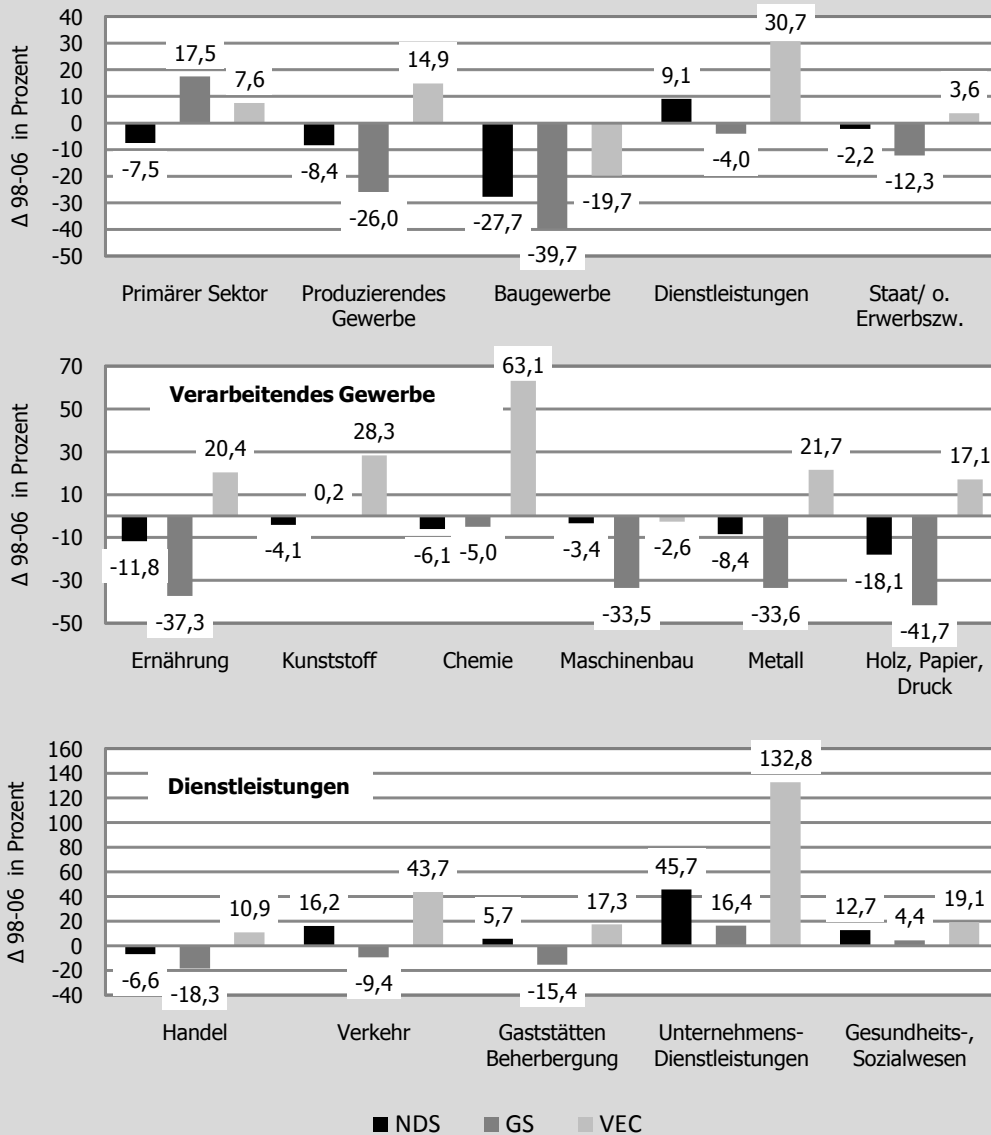 Δ 98-06 in Prozent
40
30
20
10
0
-10
-20
-30
-40
-50
-7,5
17,5
7,6
-8,4
-26,0
14,9
-27,7
-39,7
-19,7
9,1
-4,0
30,7
-2,2
-12,3
3,6
Primärer Sektor
Produzierendes
Gewerbe
Baugewerbe
Dienstleistungen
Staat/ o.
Erwerbszw.
Δ 98-06 in Prozent
70
50
30
10
-10
-30
-50
Verarbeitendes Gewerbe
-11,8
-37,3
20,4
-4,1
0,2
28,3
-6,1
-5,0
63,1
-3,4
-33,5
-2,6
-8,4
-33,6
21,7
-18,1
-41,7
17,1
Ernährung
Kunststoff
Chemie
Maschinenbau
Metall
Holz, Papier,
Druck
Δ 98-06 in Prozent
160
140
120
100
80
60
40
20
0
-20
-40
Dienstleistungen
-6,6
-18,3
10,9
16,2
-9,4
43,7
5,7
-15,4
17,3
45,7
16,4
132,8
12,7
4,4
19,1
Handel
Verkehr
Gaststätten
Beherbergung
Unternehmens-
Dienstleistungen
Gesundheits-,
Sozialwesen
NDS GS VEC